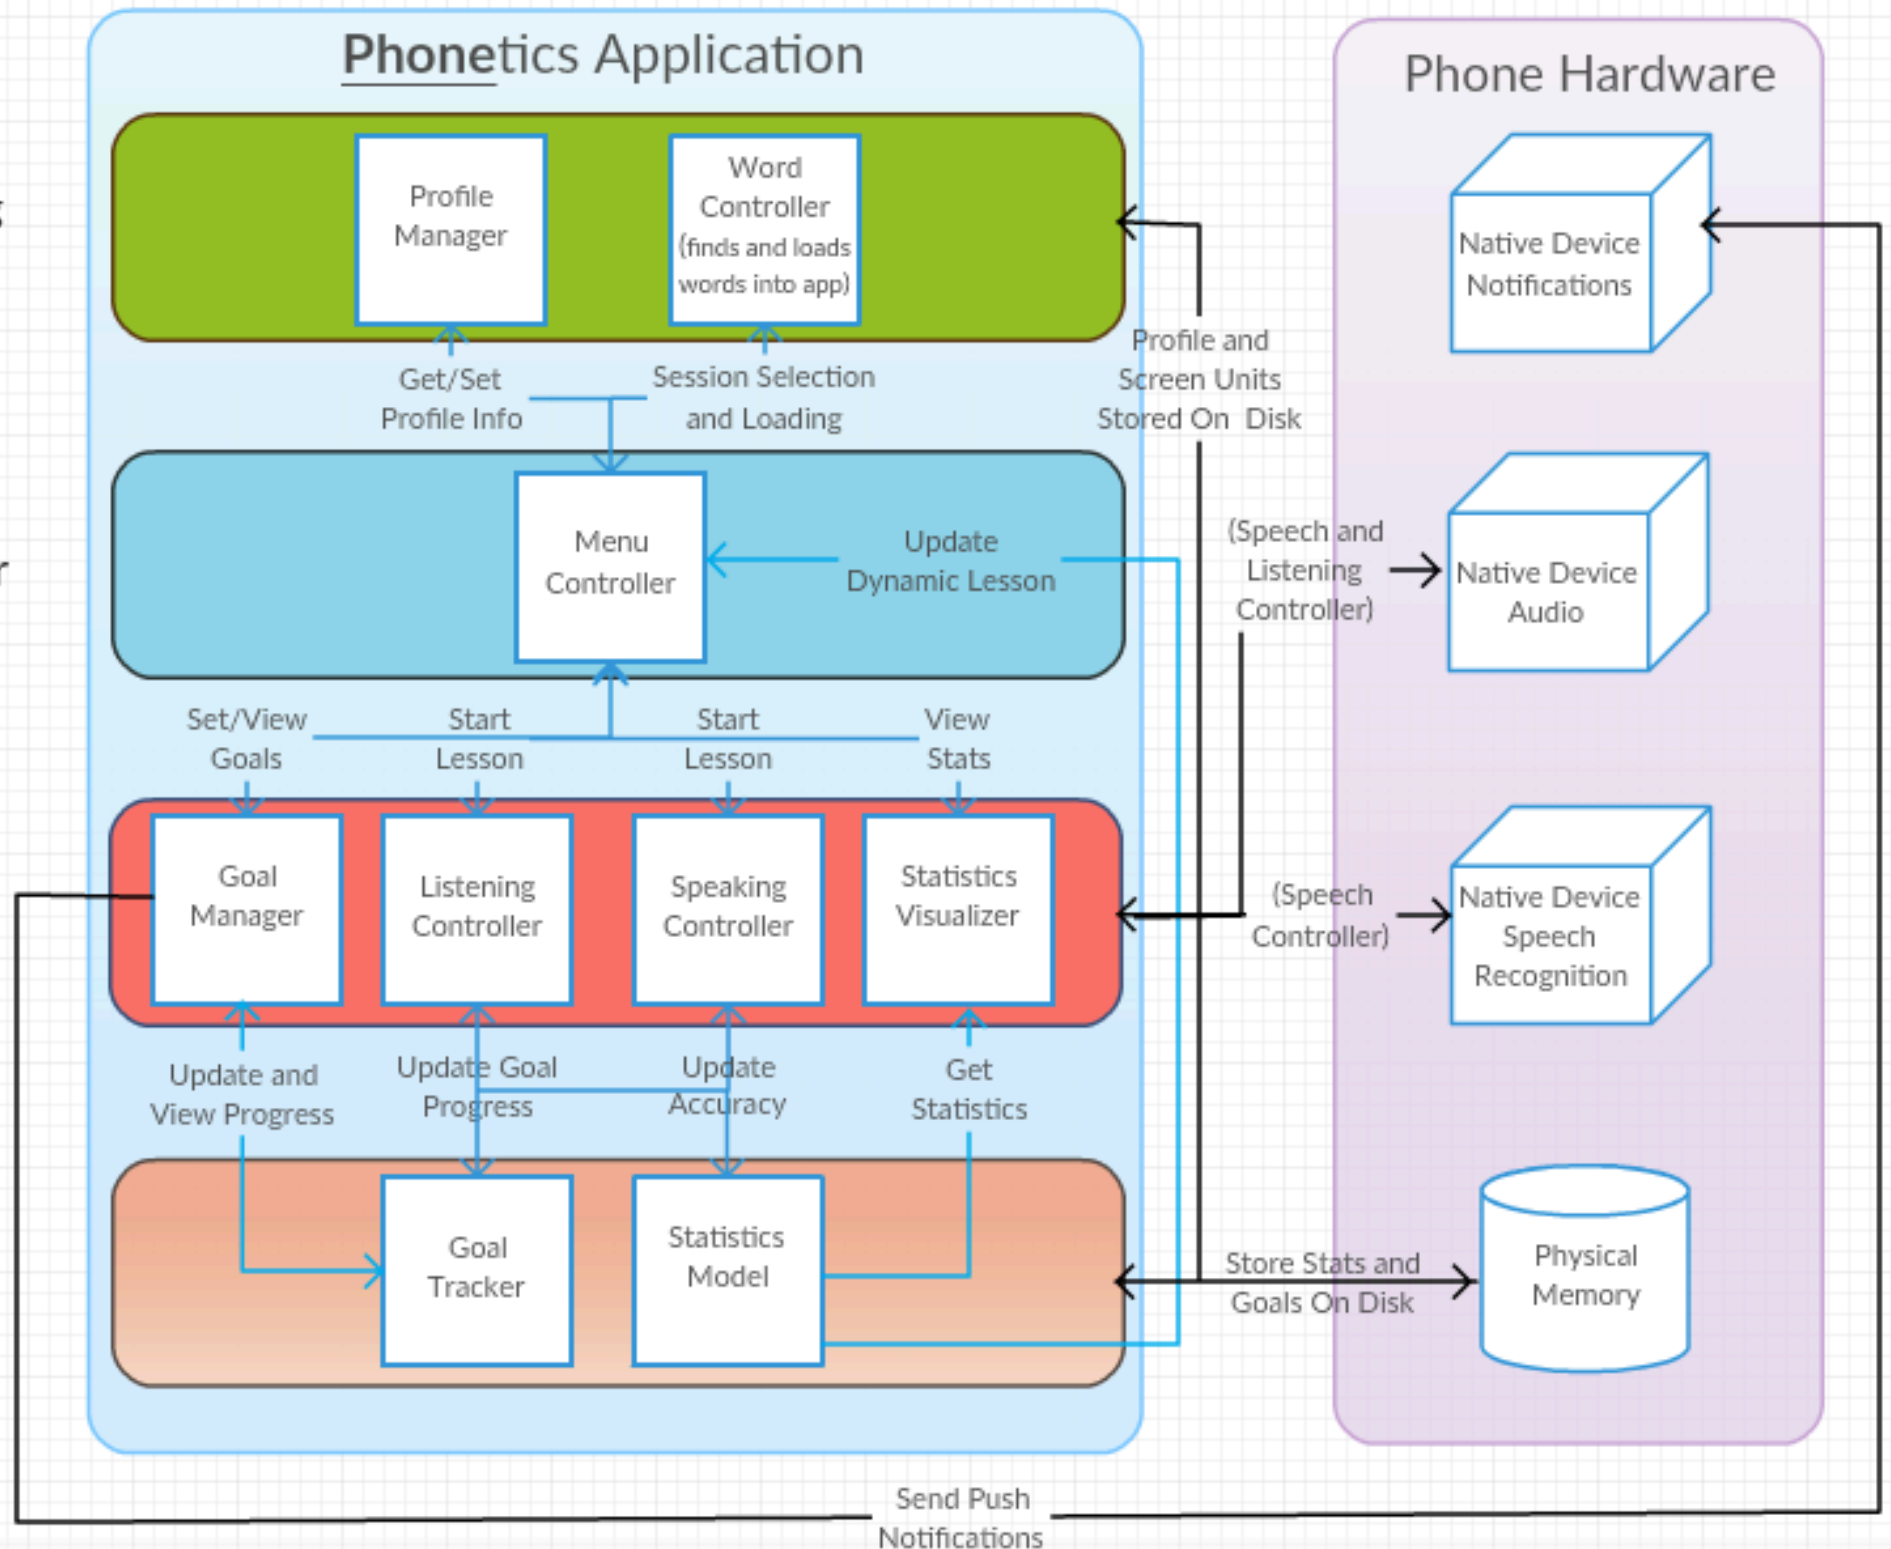 Phonetics Application
Phone Hardware
Profile
Manager
Word
Controller
(finds and loads
words into app)
Native Device
Notifications
Get/Set
Profile Info
Session Selection
and Loading
Profile and
Screen Units
Stored On Disk
Menu
Controller
Update
Dynamic Lesson
(Speech and
Listening
Controller)
Native Device
Audio
Set/View
Goals
Start
Lesson
Start
Lesson
View
Stats
Goal
Manager
Listening
Controller
Speaking
Controller
Statistics
Visualizer
(Speech
Controller)
Native Device
Speech
Recognition
Update and
View Progress
Update Goal
Progress
Update
Accuracy
Get
Statistics
Goal
Tracker
Statistics
Model
Store Stats and
Goals On Disk
Physical
Memory
Send Push
Notifications